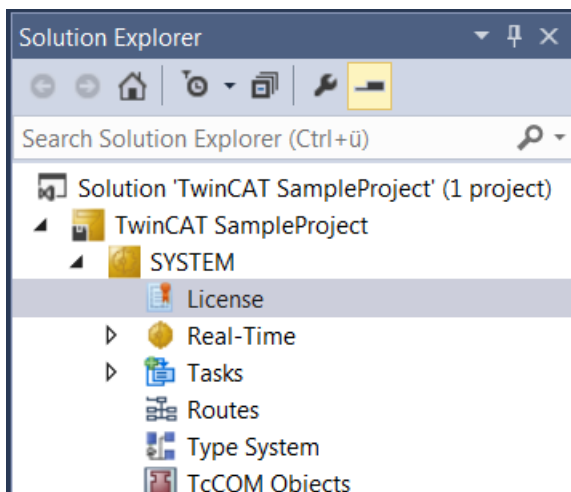 Solution Explorer
Search Solution Explorer (Ctrl+ü)
Solution 'TwinCAT SampleProject' (1 project)
TwinCAT SampleProject
SYSTEM
License
Real-Time
Tasks
Routes
Type System
TcCOM Objects